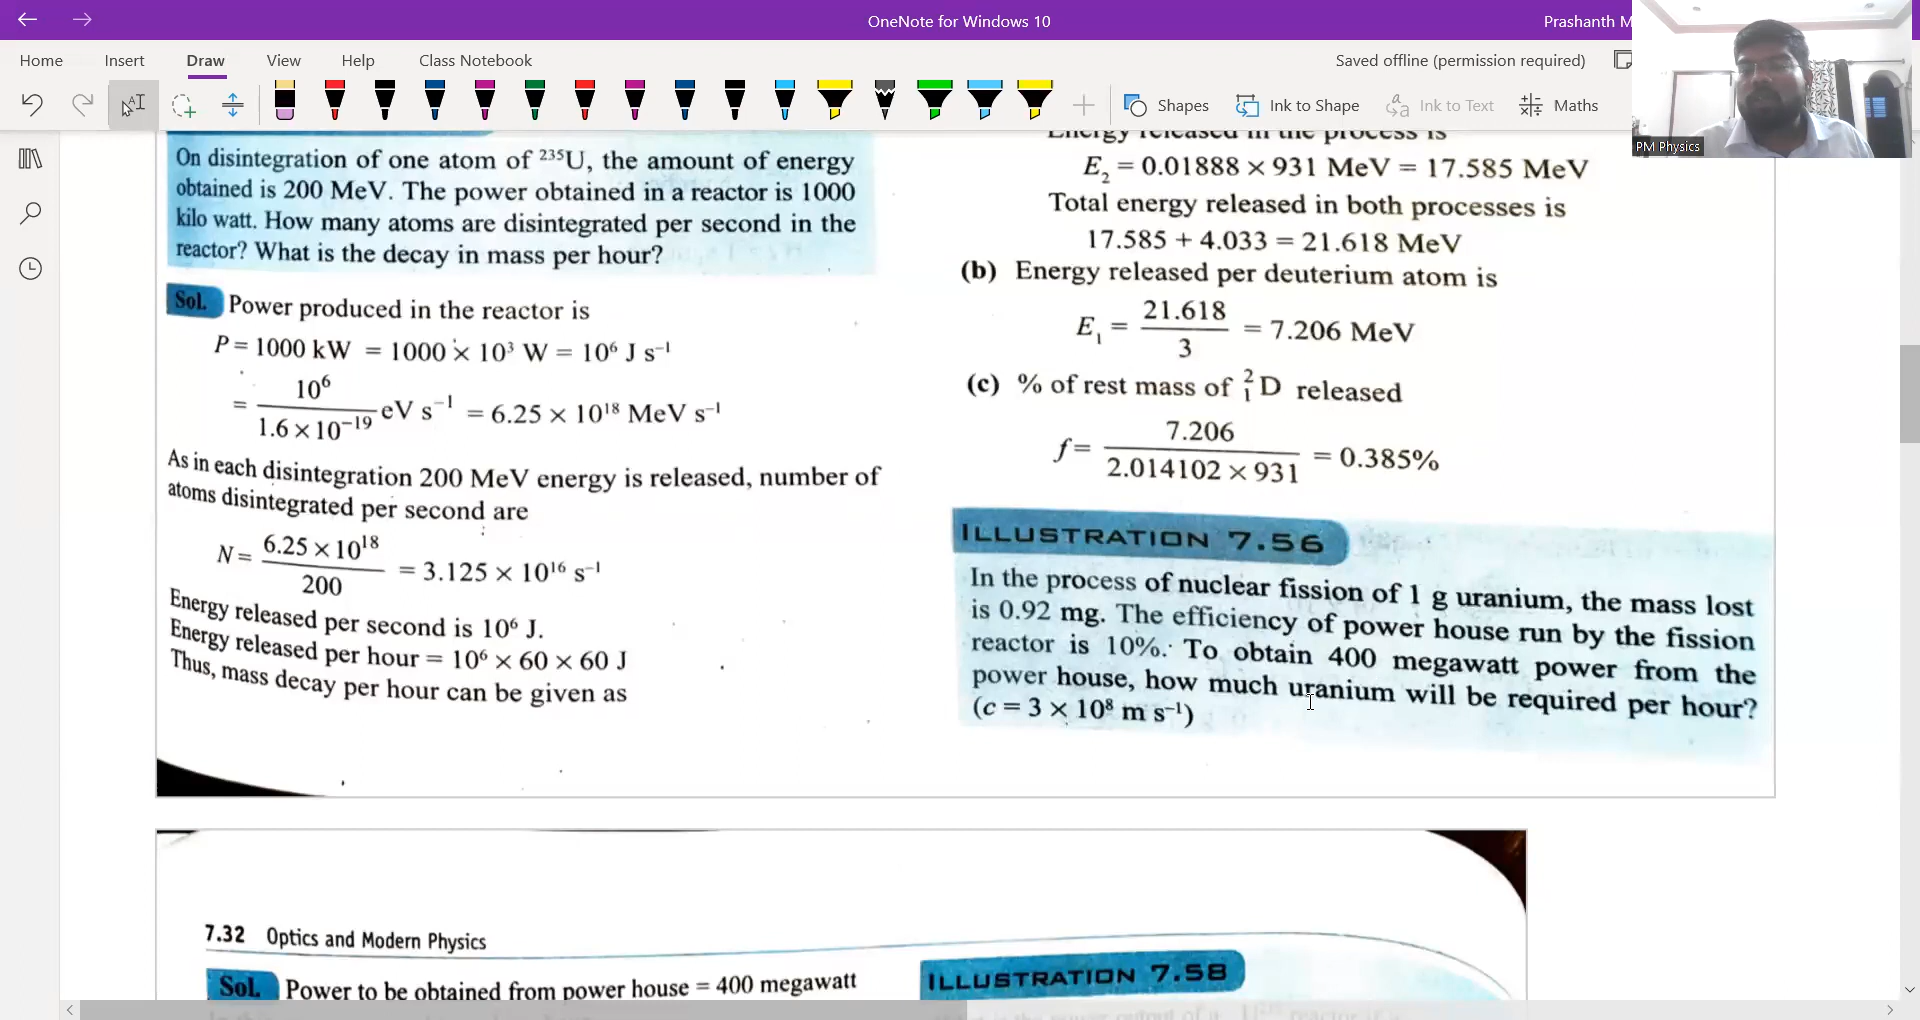 OneNote for Windows 10
Prashanth M
Home Insert Draw View Help Class Notebook
Saved offline (permission required)
Shapes Ink to Shape Ink to Text Maths
PM Physics
On disintegration of one atom of ²³⁵U, the amount of energy
obtained is 200 MeV. The power obtained in a reactor is 1000
kilo watt. How many atoms are disintegrated per second in the
reactor? What is the decay in mass per hour?
Sol. Power produced in the reactor is
P = 1000 kW = 1000 × 10³ W = 10⁶ J s⁻¹
= 10⁶ / 1.6 × 10⁻¹⁹ eV s⁻¹ = 6.25 × 10¹⁸ MeV s⁻¹
As in each disintegration 200 MeV energy is released, number of
atoms disintegrated per second are
N = 6.25 × 10¹⁸ / 200 = 3.125 × 10¹⁶ s⁻¹
Energy released per second is 10⁶ J.
Energy released per hour = 10⁶ × 60 × 60 J
Thus, mass decay per hour can be given as
Energy released in the process is
E₂ = 0.01888 × 931 MeV = 17.585 MeV
Total energy released in both processes is
17.585 + 4.033 = 21.618 MeV
(b) Energy released per deuterium atom is
E₁ = 21.618 / 3 = 7.206 MeV
(c) % of rest mass of ²₁D released
f = 7.206 / 2.014102 × 931 = 0.385%
ILLUSTRATION 7.56
In the process of nuclear fission of 1 g uranium, the mass lost
is 0.92 mg. The efficiency of power house run by the fission
reactor is 10%. To obtain 400 megawatt power from the
power house, how much uranium will be required per hour?
(c = 3 × 10⁸ m s⁻¹)
7.32 Optics and Modern Physics
Sol. Power to be obtained from power house = 400 megawatt
ILLUSTRATION 7.58